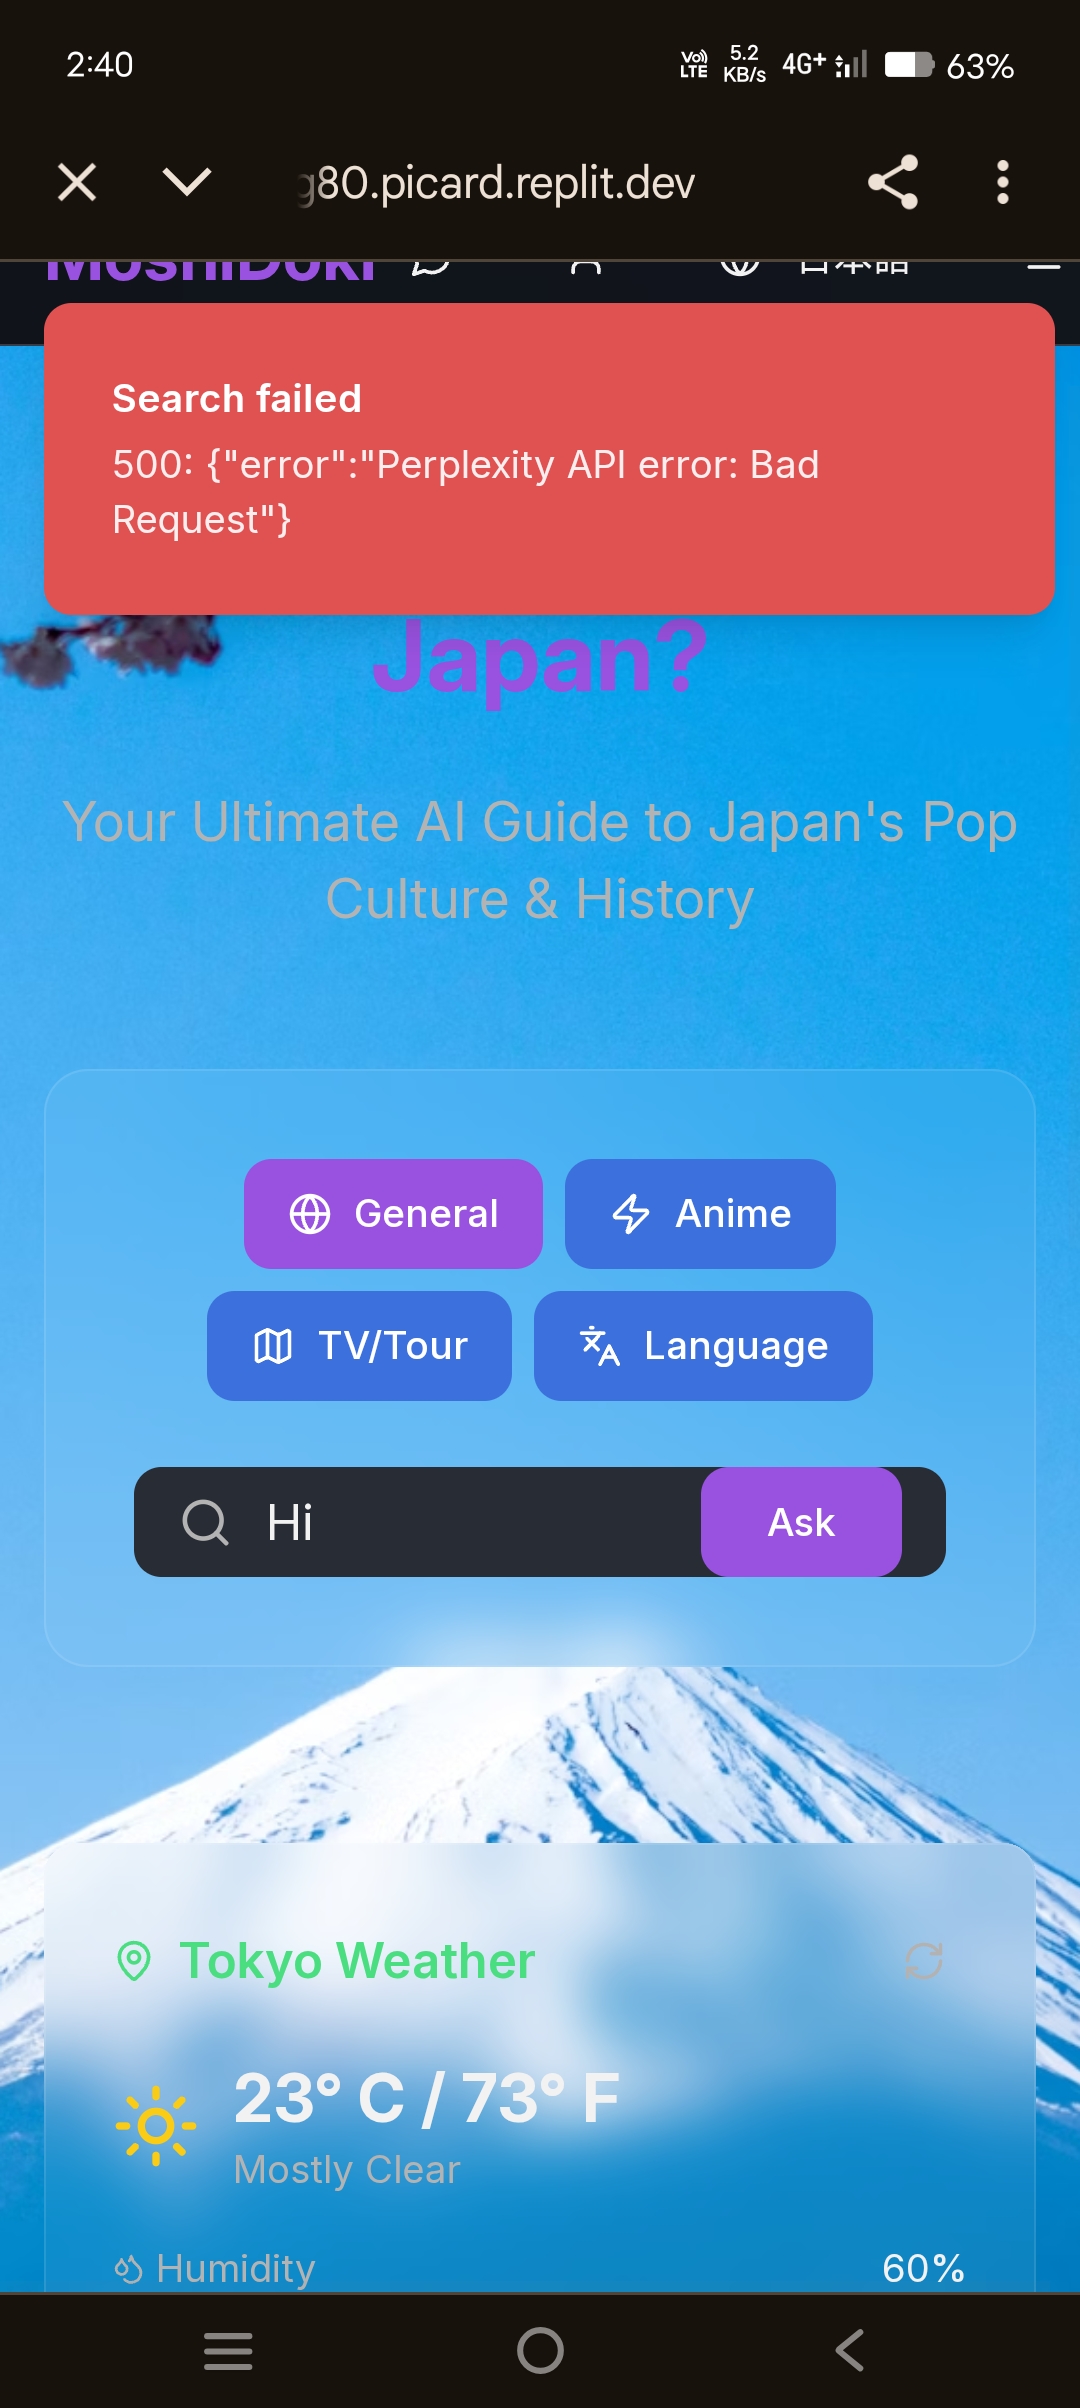 2:40
Vo)) LTE
5.2 KB/s
4G+
63%
g80.picard.replit.dev
MoshiDoki
日本語
Search failed
500: {"error":"Perplexity API error: Bad
Request"}
Japan?
Your Ultimate AI Guide to Japan's Pop
Culture & History
General
Anime
TV/Tour
Language
Hi
Ask
Tokyo Weather
23° C / 73° F
Mostly Clear
Humidity
60%